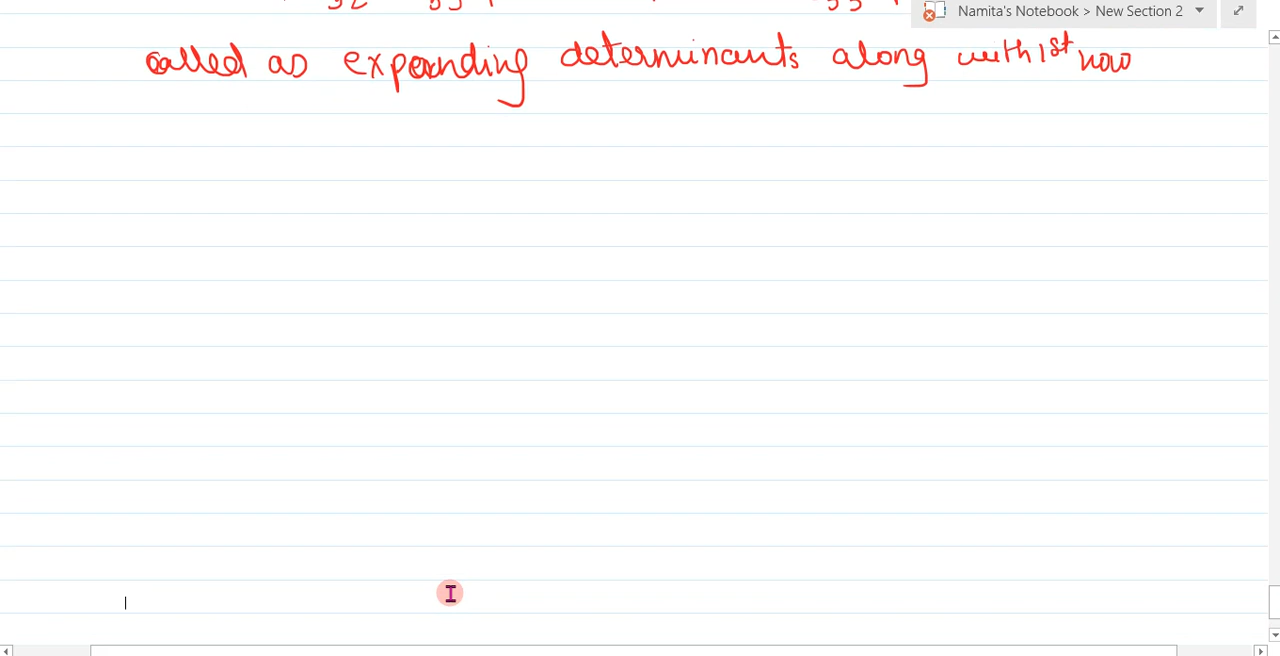 Namita's Notebook > New Section 2
called as expanding determinants along with 1st row